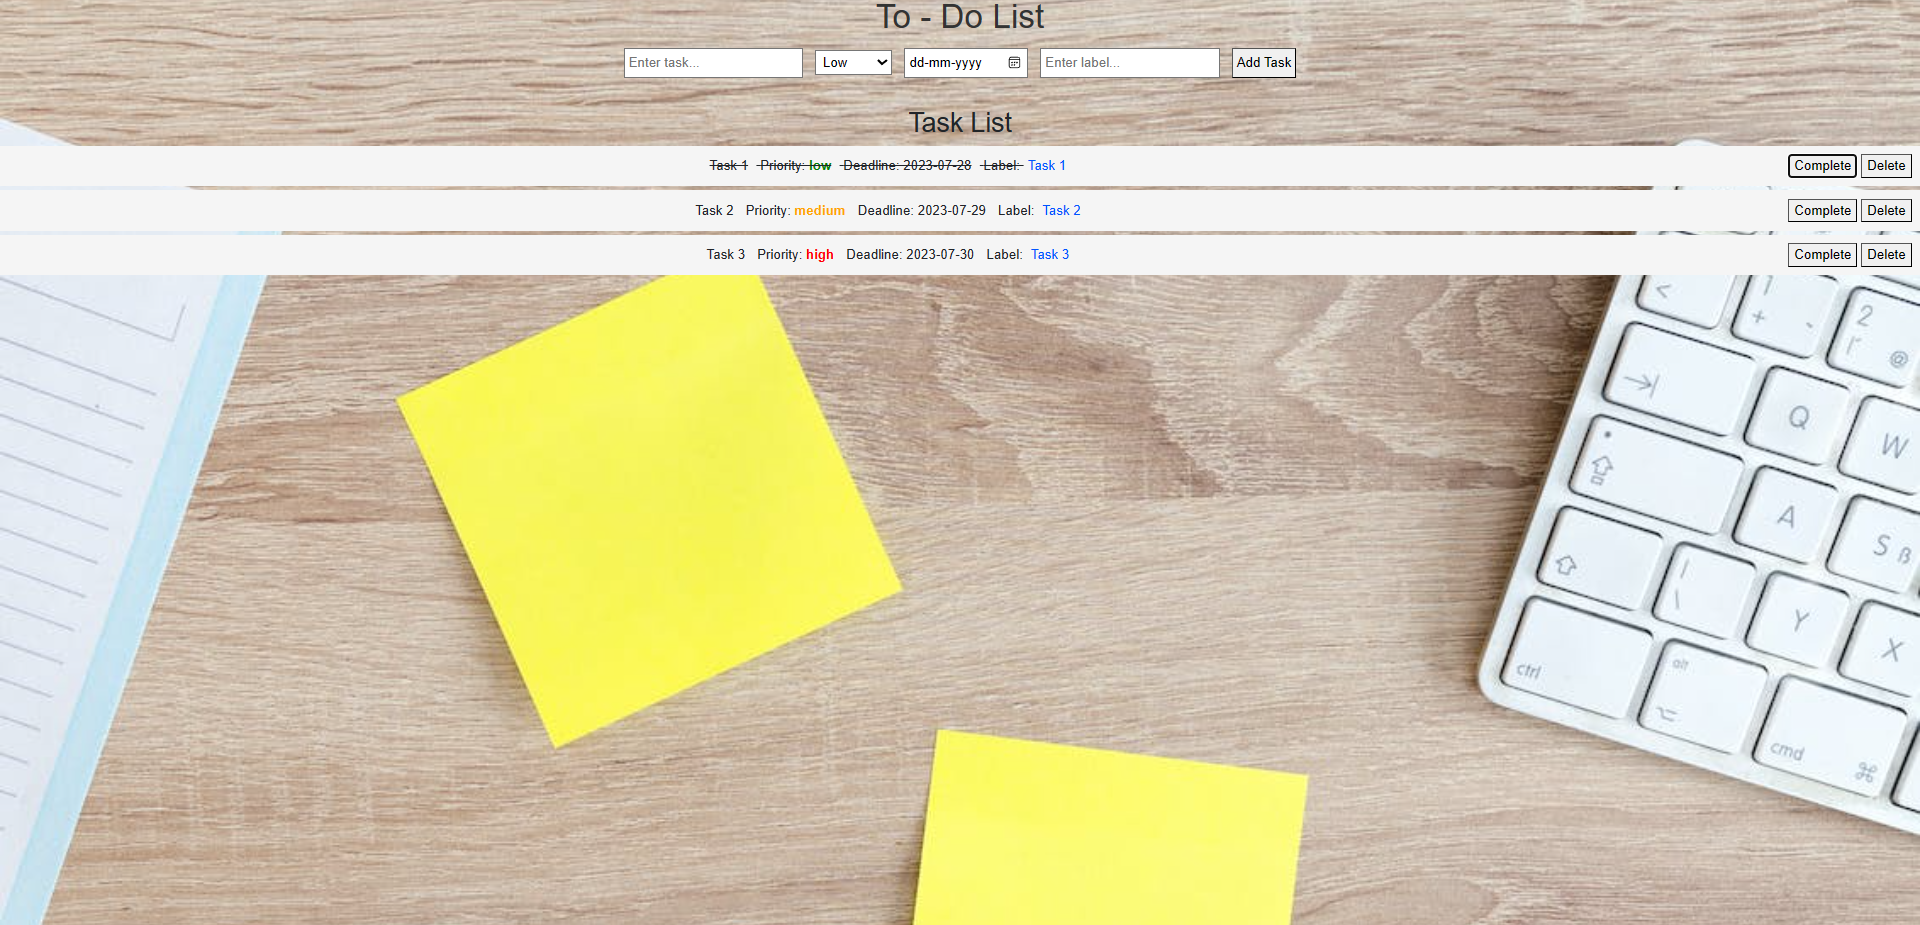 To - Do List
Enter task... Low dd-mm-yyyy Enter label... Add Task
Task List
Task 1 Priority: low Deadline: 2023-07-28 Label: Task 1 Complete Delete
Task 2 Priority: medium Deadline: 2023-07-29 Label: Task 2 Complete Delete
Task 3 Priority: high Deadline: 2023-07-30 Label: Task 3 Complete Delete
< + 2 @
Q W
A S ß
Y X
ctrl alt cmd ⌘